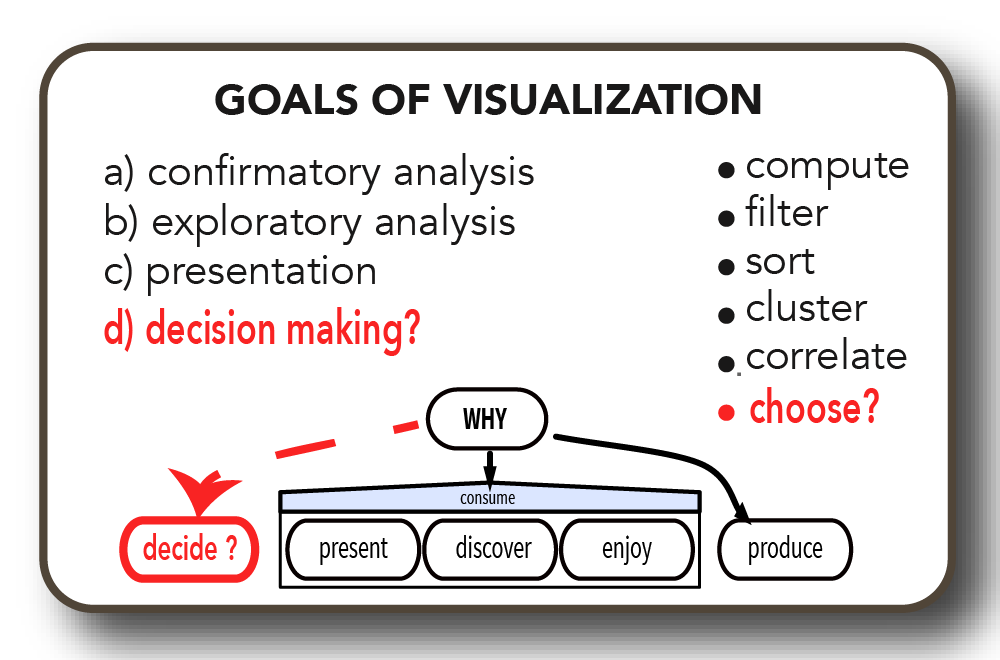 GOALS OF VISUALIZATION
a) confirmatory analysis
b) exploratory analysis
c) presentation
d) decision making?
• compute
• filter
• sort
• cluster
• correlate
• choose?
WHY
consume
decide ?
present
discover
enjoy
produce